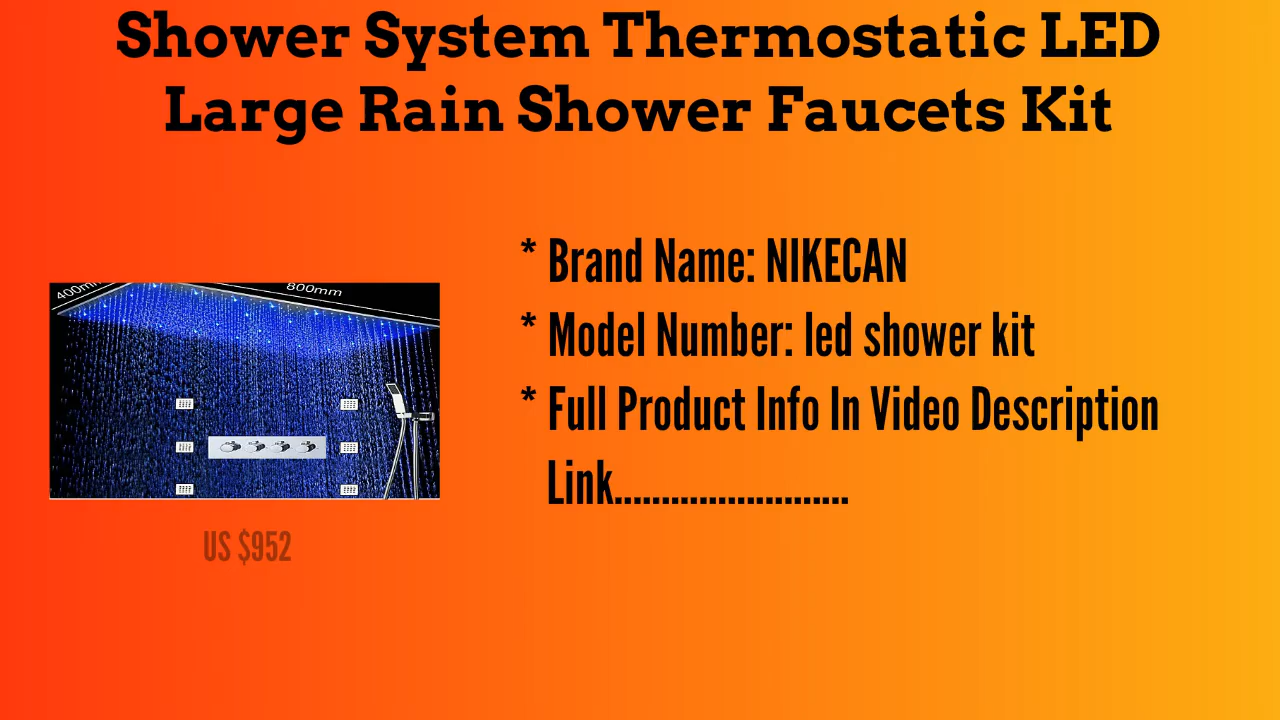 Shower System Thermostatic LED
Large Rain Shower Faucets Kit
* Brand Name: NIKECAN
* Model Number: led shower kit
* Full Product Info In Video Description
Link.........................
800mm
US $952